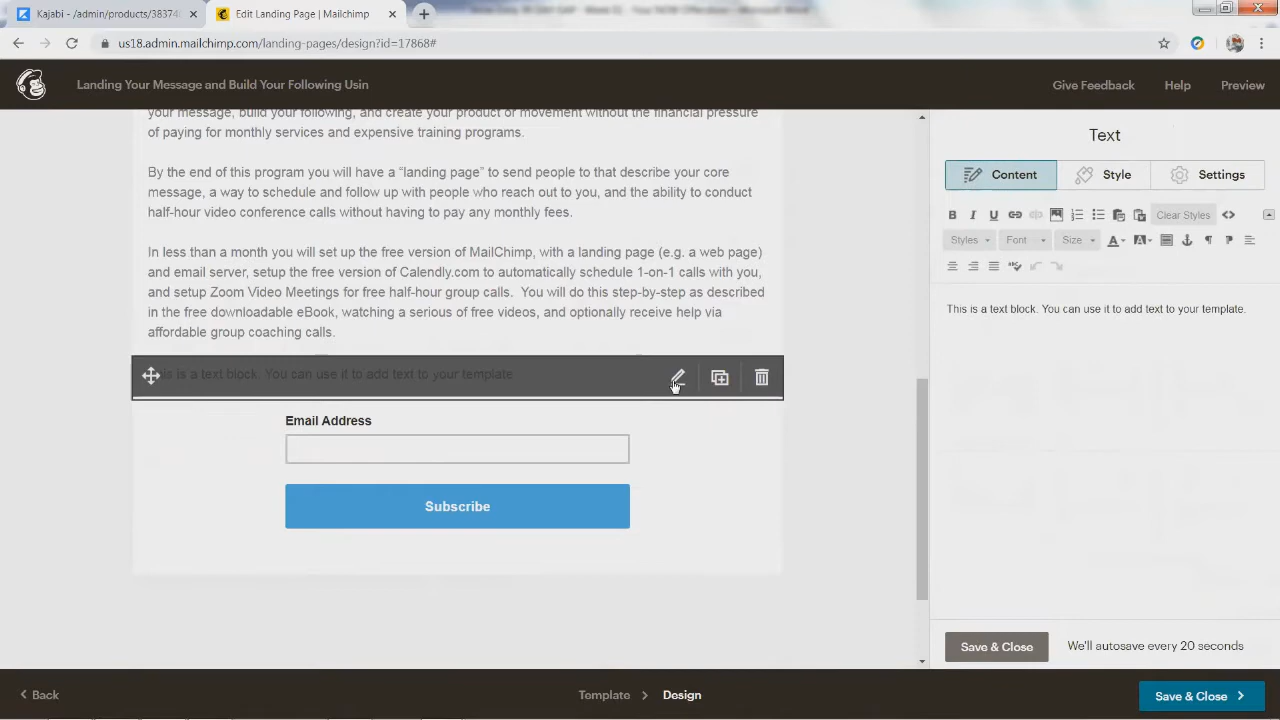 Kajabi - /admin/products/38374
Edit Landing Page | Mailchimp
us18.admin.mailchimp.com/landing-pages/design?id=17868#
Landing Your Message and Build Your Following Usin
Give Feedback
Help
Preview
your message, build your following, and create your product or movement without the financial pressure
of paying for monthly services and expensive training programs.
By the end of this program you will have a “landing page” to send people to that describe your core
message, a way to schedule and follow up with people who reach out to you, and the ability to conduct
half-hour video conference calls without having to pay any monthly fees.
In less than a month you will set up the free version of MailChimp, with a landing page (e.g. a web page)
and email server, setup the free version of Calendly.com to automatically schedule 1-on-1 calls with you,
and setup Zoom Video Meetings for free half-hour group calls.  You will do this step-by-step as described
in the free downloadable eBook, watching a serious of free videos, and optionally receive help via
affordable group coaching calls.
is a text block. You can use it to add text to your template
Email Address
Subscribe
Text
Content
Style
Settings
Clear Styles
Styles
Font
Size
This is a text block. You can use it to add text to your template.
Save & Close
We'll autosave every 20 seconds
Back
Template
Design
Save & Close